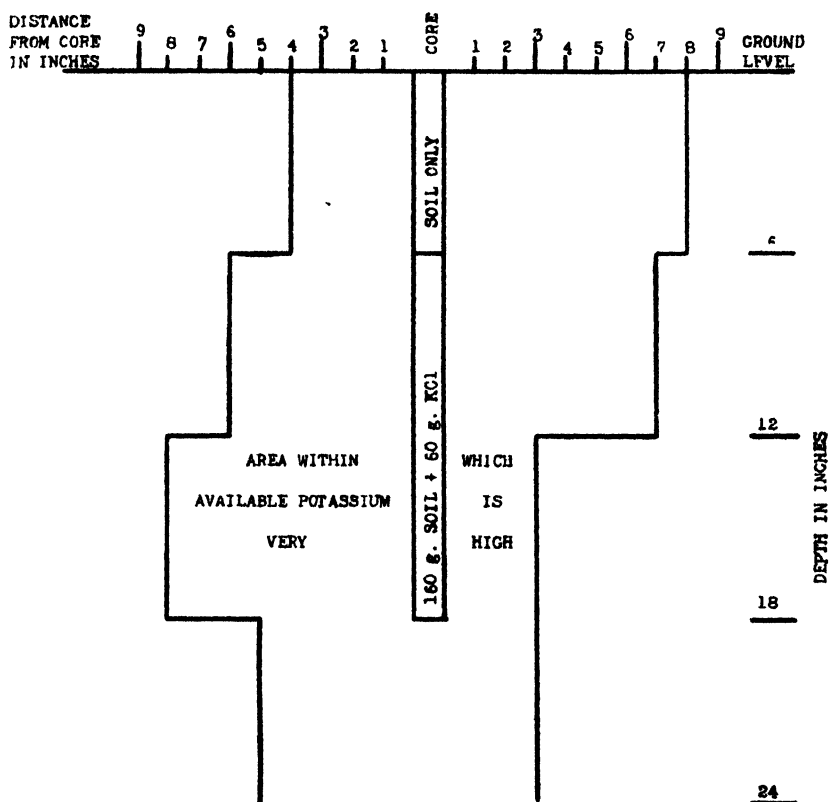 DISTANCE
FROM CORE
IN INCHES
9 8 7 6 5 4 3 2 1
CORE
1 2 3 4 5 6 7 8 9
GROUND
LEVEL
SOIL ONLY
160 g. SOIL + 60 g. KCl
6
12
18
24
DEPTH IN INCHES
AREA WITHIN WHICH
AVAILABLE POTASSIUM IS
VERY HIGH